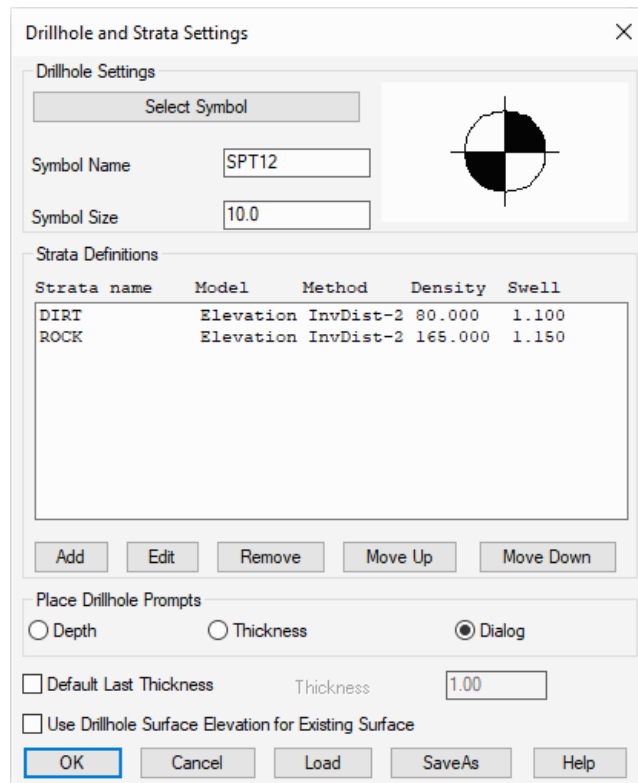 Drillhole and Strata Settings
Drillhole Settings
Select Symbol
Symbol Name SPT12
Symbol Size 10.0
Strata Definitions
Strata name Model Method Density Swell
DIRT Elevation InvDist-2 80.000 1.100
ROCK Elevation InvDist-2 165.000 1.150
Add Edit Remove Move Up Move Down
Place Drillhole Prompts
Depth Thickness Dialog
Default Last Thickness Thickness 1.00
Use Drillhole Surface Elevation for Existing Surface
OK Cancel Load SaveAs Help